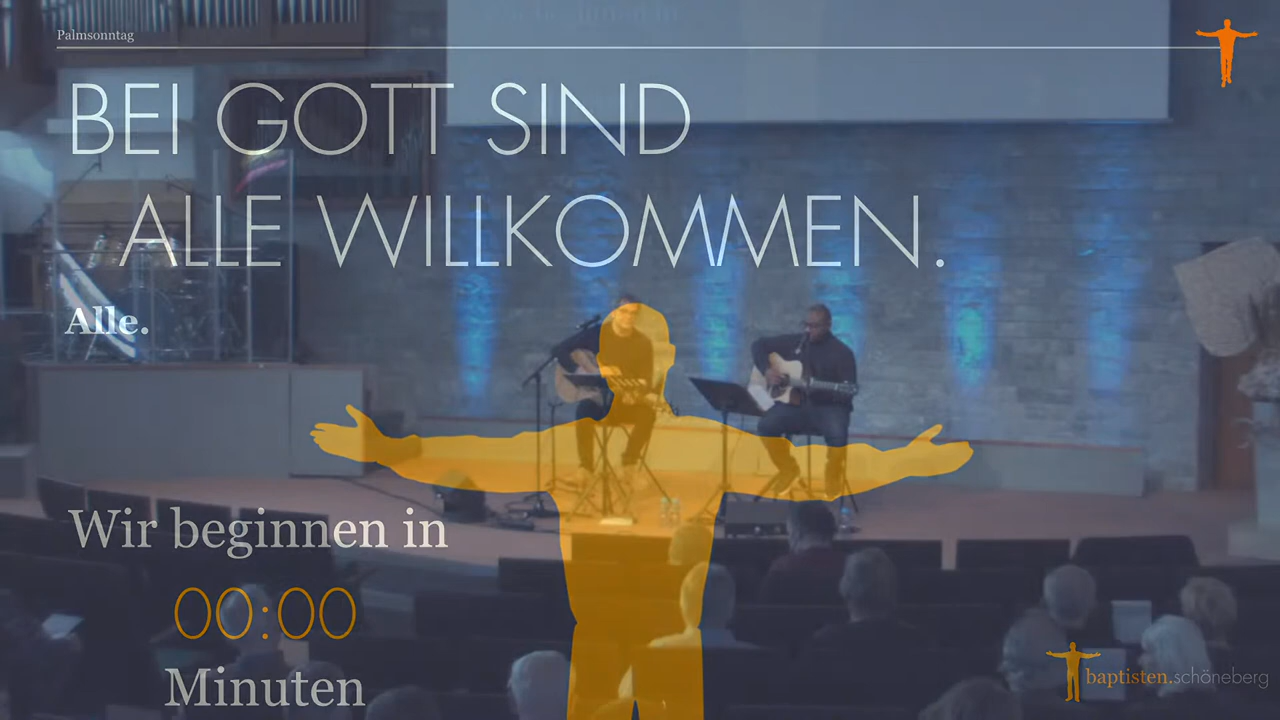 Palmsonntag
BEI GOTT SIND
ALLE WILLKOMMEN.
Alle.
Wir beginnen in
00:00
Minuten
baptisten.schöneberg